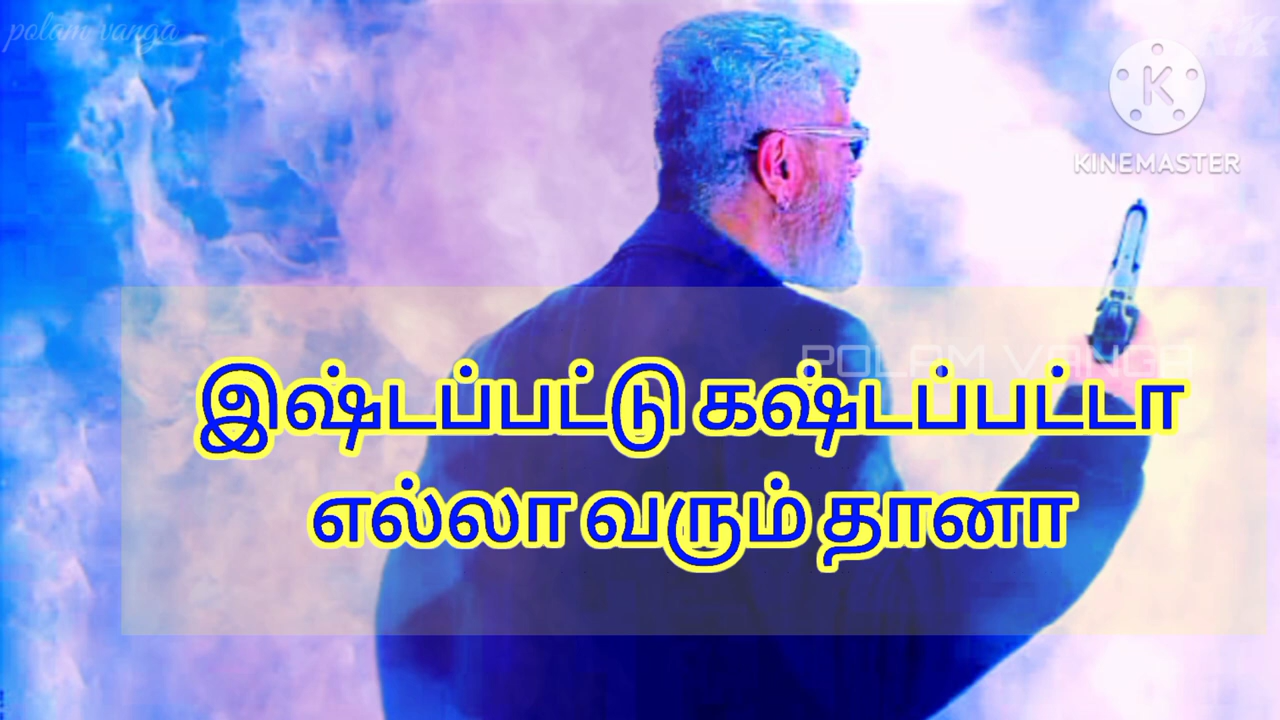 polam vanga
K
KINEMASTER
POLAM VANGA
இஷ்டப்பட்டு கஷ்டப்பட்டா
எல்லா வரும் தானா